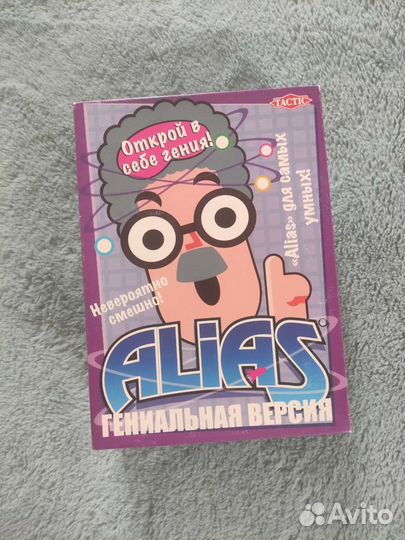 TACTIC
Открой в
себе гения!
«Alias» для самых
умных!
Невероятно
смешно!
ALIAS
ГЕНИАЛЬНАЯ ВЕРСИЯ
Avito